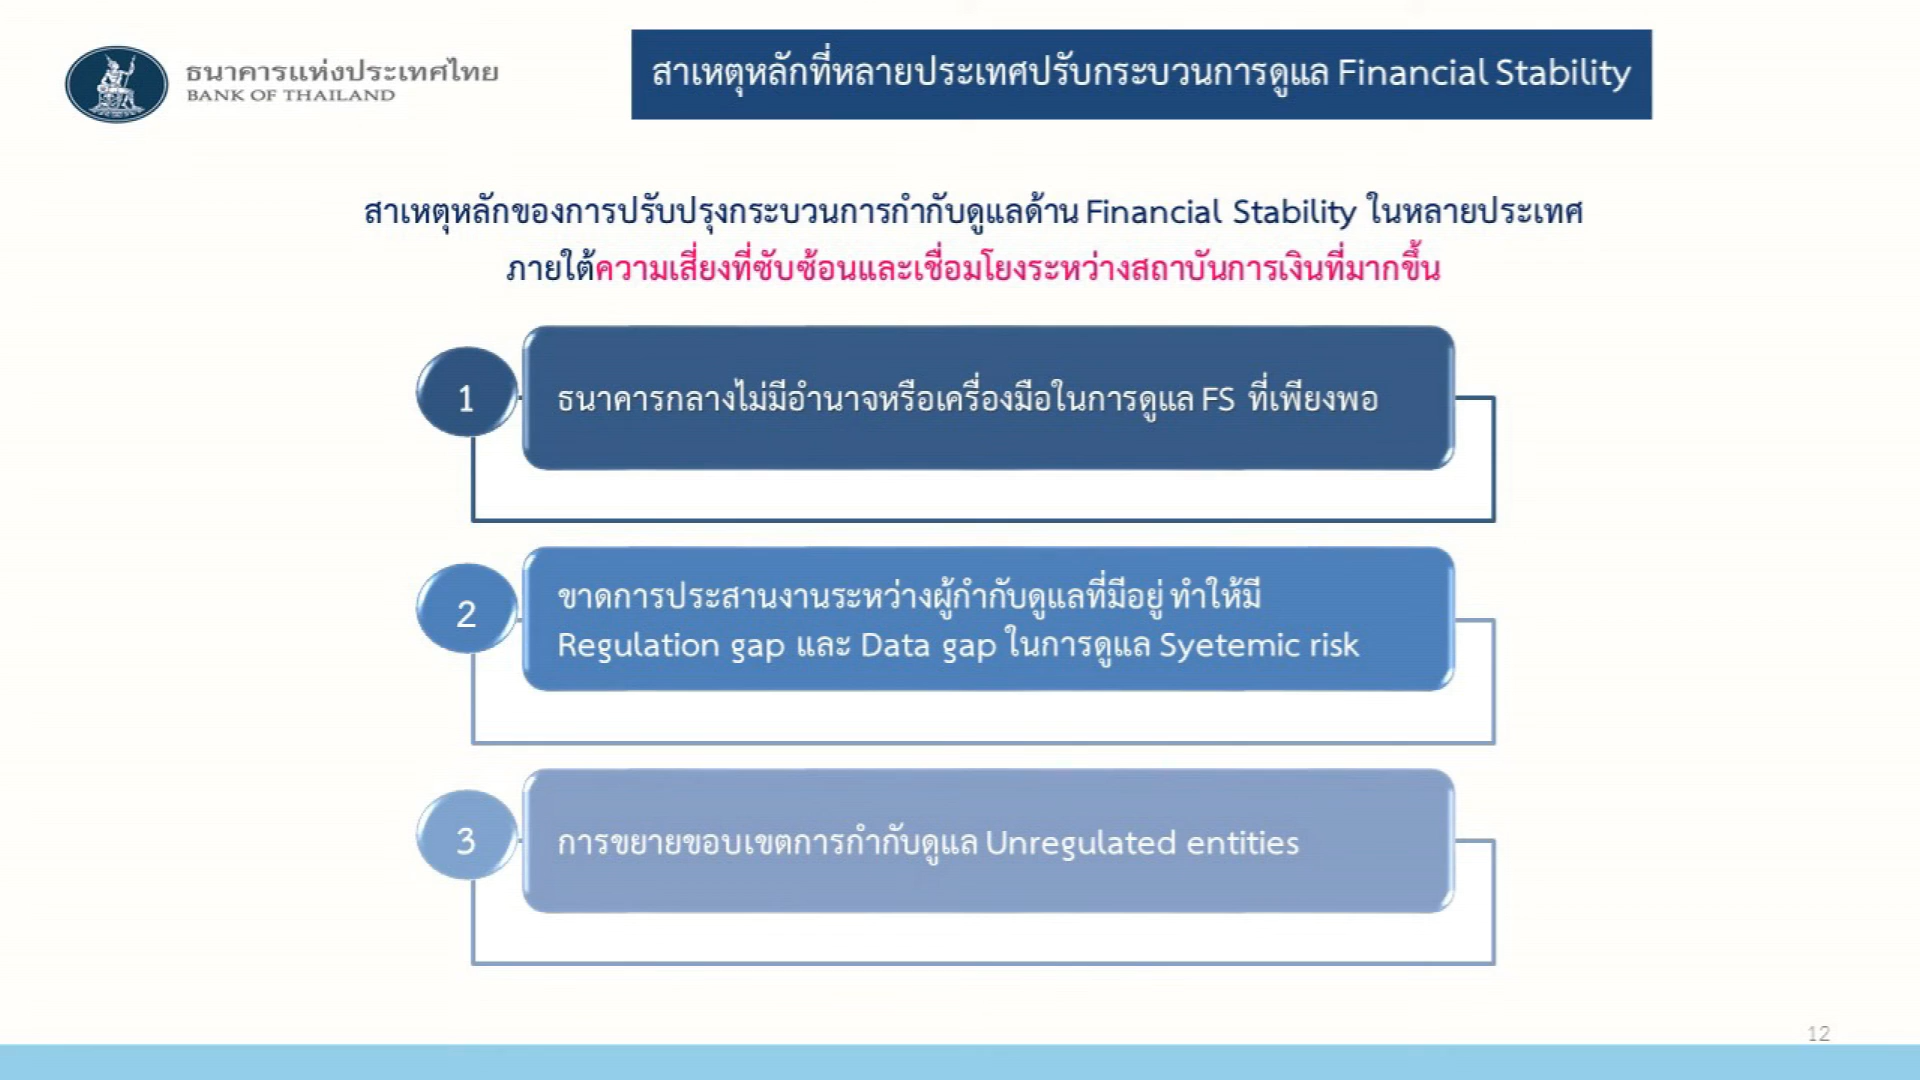 ธนาคารแห่งประเทศไทย
BANK OF THAILAND
สาเหตุหลักที่หลายประเทศปรับกระบวนการดูแล Financial Stability
สาเหตุหลักของการปรับปรุงกระบวนการกำกับดูแลด้าน Financial Stability ในหลายประเทศ
ภายใต้ความเสี่ยงที่ซับซ้อนและเชื่อมโยงระหว่างสถาบันการเงินที่มากขึ้น
1
ธนาคารกลางไม่มีอำนาจหรือเครื่องมือในการดูแล FS ที่เพียงพอ
2
ขาดการประสานงานระหว่างผู้กำกับดูแลที่มีอยู่ ทำให้มี
Regulation gap และ Data gap ในการดูแล Syetemic risk
3
การขยายขอบเขตการกำกับดูแล Unregulated entities
12